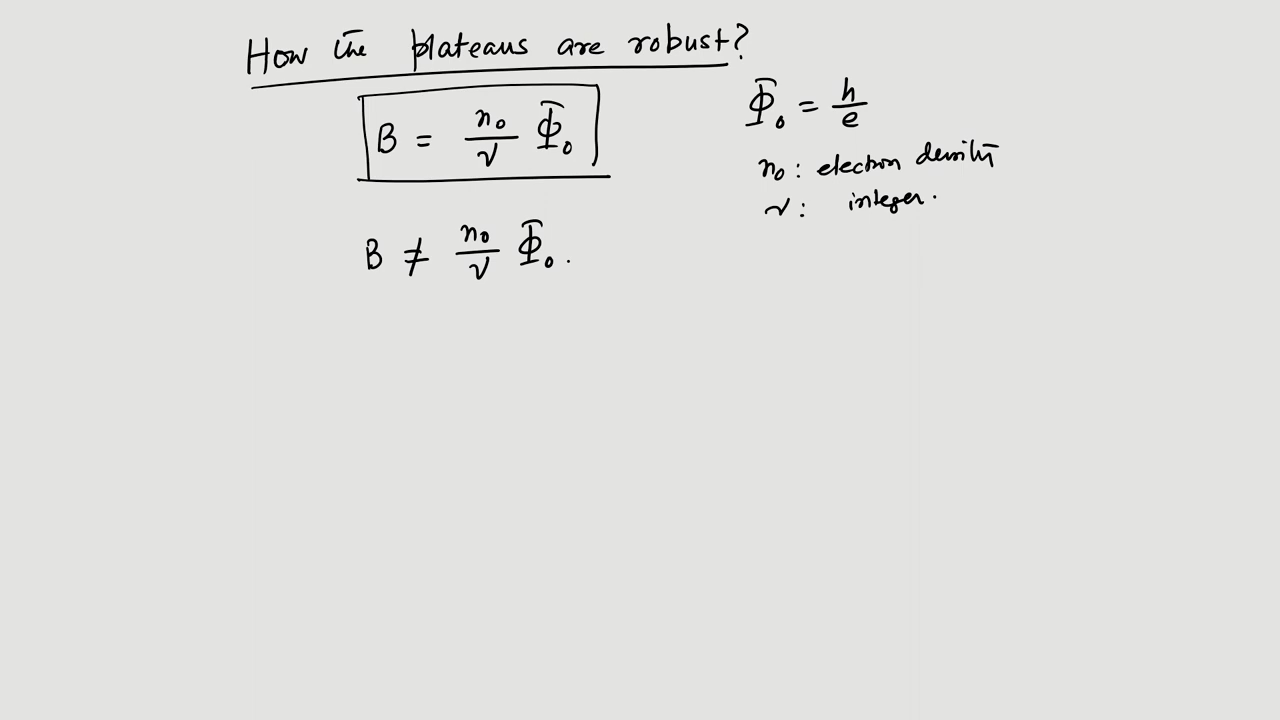 How the plateaus are robust?
B = n₀/ν Φ₀
Φ₀ = h/e
n₀ : electron density
ν : integer.
B ≠ n₀/ν Φ₀.